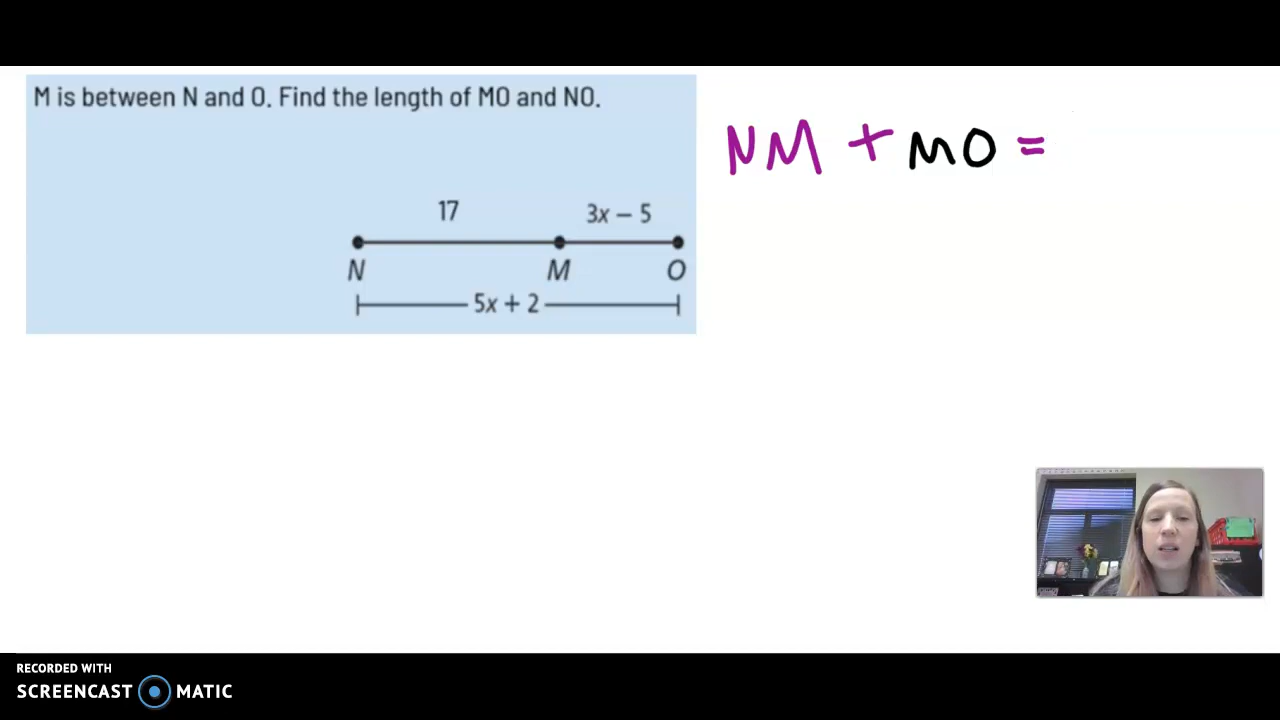 M is between N and O. Find the length of MO and NO.
NM + MO =
17
3x – 5
N
M
O
5x + 2
RECORDED WITH
SCREENCAST MATIC